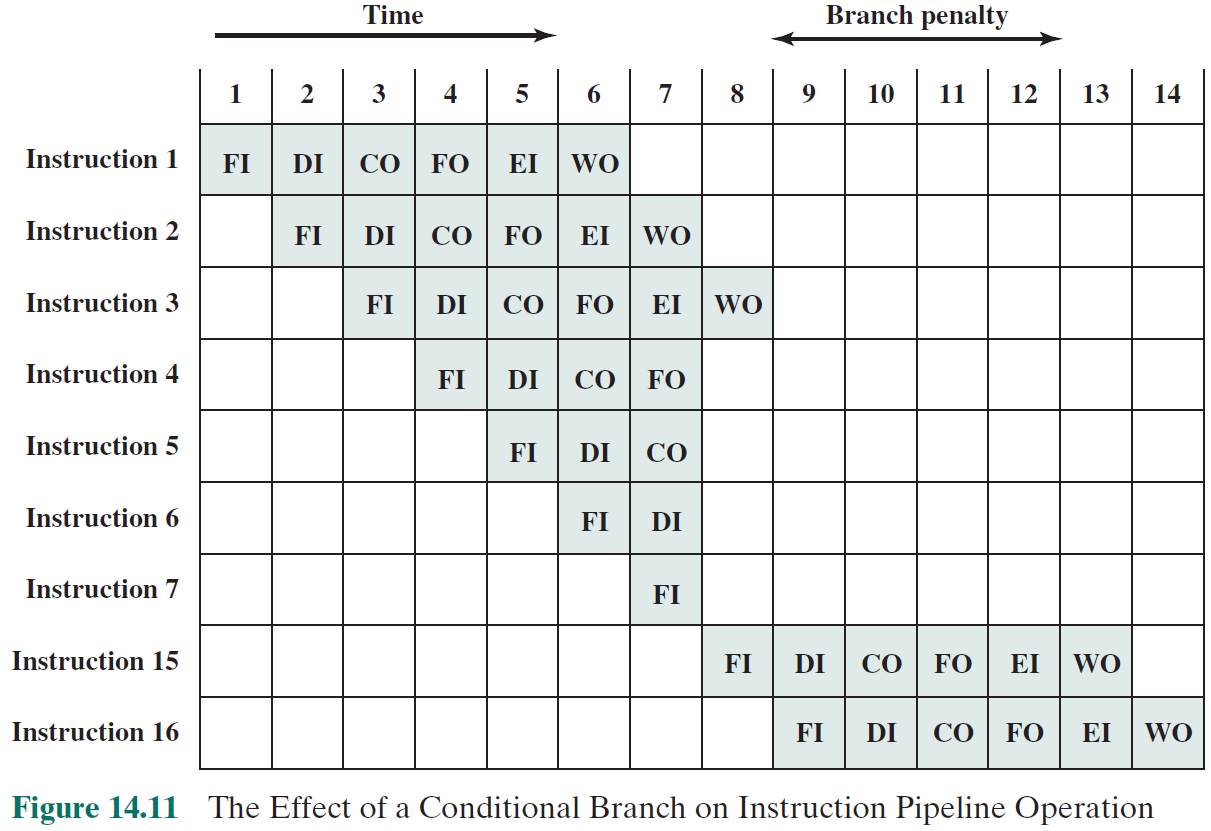 Time Branch penalty
1 2 3 4 5 6 7 8 9 10 11 12 13 14
Instruction 1 FI DI CO FO EI WO
Instruction 2 FI DI CO FO EI WO
Instruction 3 FI DI CO FO EI WO
Instruction 4 FI DI CO FO
Instruction 5 FI DI CO
Instruction 6 FI DI
Instruction 7 FI
Instruction 15 FI DI CO FO EI WO
Instruction 16 FI DI CO FO EI WO
Figure 14.11 The Effect of a Conditional Branch on Instruction Pipeline Operation